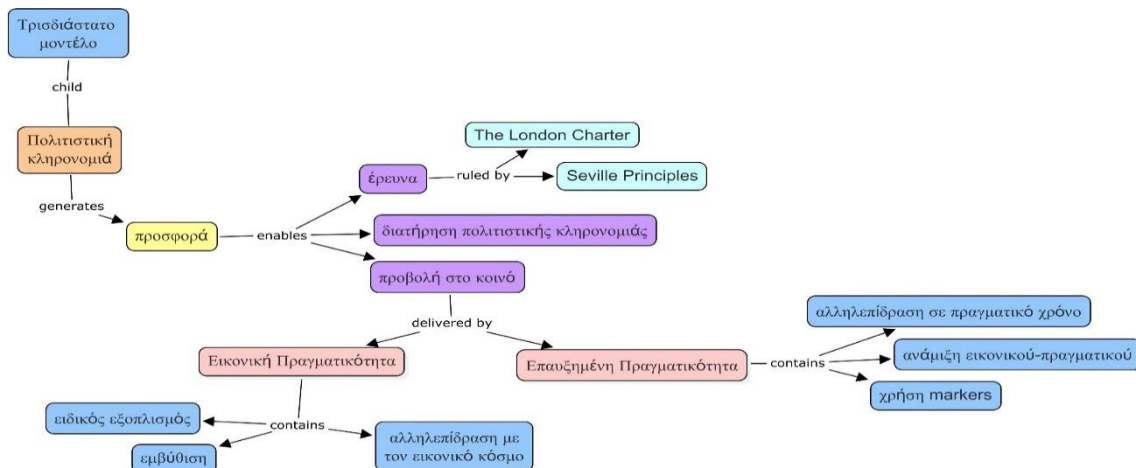 Τρισδιάστατο
μοντέλο
child
Πολιτιστική
κληρονομιά
generates
προσφορά
enables
έρευνα
ruled by
The London Charter
Seville Principles
διατήρηση πολιτιστικής κληρονομιάς
προβολή στο κοινό
delivered by
Εικονική Πραγματικότητα
contains
ειδικός εξοπλισμός
εμβύθιση
αλληλεπίδραση με
τον εικονικό κόσμο
Επαυξημένη Πραγματικότητα
contains
αλληλεπίδραση σε πραγματικό χρόνο
ανάμιξη εικονικού-πραγματικού
χρήση markers